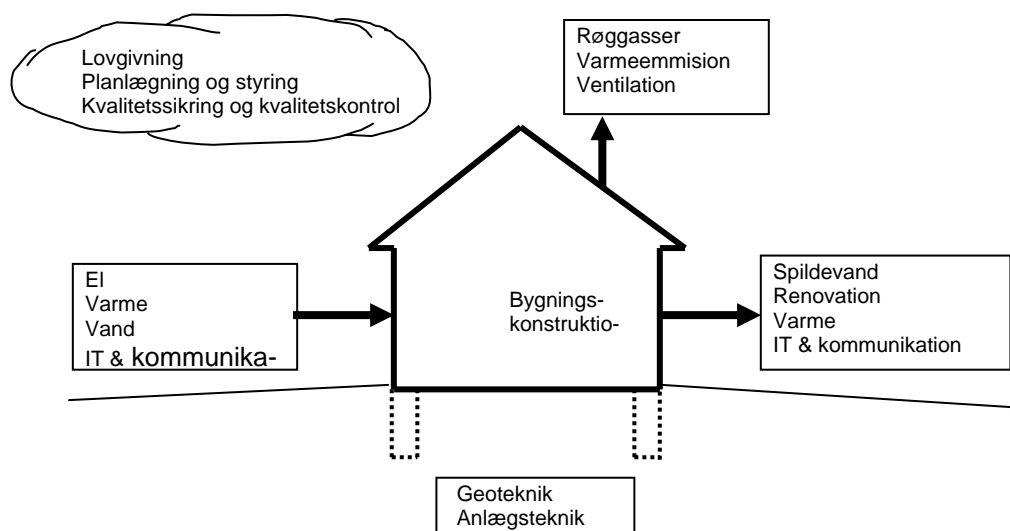 Lovgivning
Planlægning og styring
Kvalitetssikring og kvalitetskontrol
Røggasser
Varmeemmision
Ventilation
El
Varme
Vand
IT & kommunika-
Bygnings-
konstruktio-
Spildevand
Renovation
Varme
IT & kommunikation
Geoteknik
Anlægsteknik